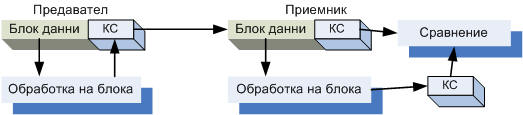 Предавател
Приемник
Блок данни
КС
Блок данни
КС
Сравнение
Обработка на блока
Обработка на блока
КС